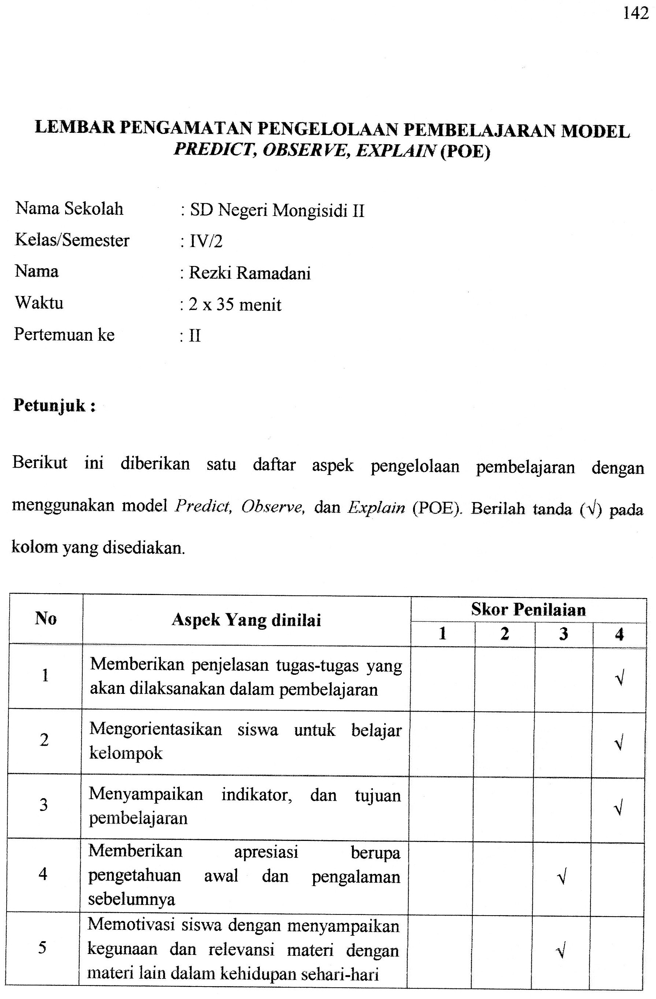 142
LEMBAR PENGAMATAN PENGELOLAAN PEMBELAJARAN MODEL
PREDICT, OBSERVE, EXPLAIN (POE)
Nama Sekolah : SD Negeri Mongisidi II
Kelas/Semester : IV/2
Nama : Rezki Ramadani
Waktu : 2 x 35 menit
Pertemuan ke : II
Petunjuk :
Berikut ini diberikan satu daftar aspek pengelolaan pembelajaran dengan
menggunakan model Predict, Observe, dan Explain (POE). Berilah tanda (√) pada
kolom yang disediakan.
No Aspek Yang dinilai Skor Penilaian
1 2 3 4
1 Memberikan penjelasan tugas-tugas yang
akan dilaksanakan dalam pembelajaran √
2 Mengorientasikan siswa untuk belajar
kelompok √
3 Menyampaikan indikator, dan tujuan
pembelajaran √
Memberikan apresiasi berupa
4 pengetahuan awal dan pengalaman √
sebelumnya
Memotivasi siswa dengan menyampaikan
5 kegunaan dan relevansi materi dengan √
materi lain dalam kehidupan sehari-hari